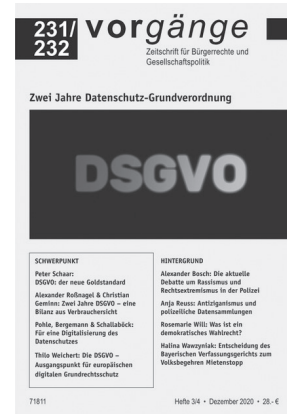 231/
232
vorgänge
Zeitschrift für Bürgerrechte und
Gesellschaftspolitik
Zwei Jahre Datenschutz-Grundverordnung
DSGVO
SCHWERPUNKT
Peter Schaar:
DSGVO: der neue Goldstandard
Alexander Roßnagel & Christian
Geminn: Zwei Jahre DSGVO – eine
Bilanz aus Verbrauchersicht
Pohle, Bergemann & Schallaböck:
Für eine Digitalisierung des
Datenschutzes
Thilo Weichert: Die DSGVO –
Ausgangspunkt für europäischen
digitalen Grundrechtsschutz
HINTERGRUND
Alexander Bosch: Die aktuelle
Debatte um Rassismus und
Rechtsextremismus in der Polizei
Anja Reuss: Antiziganismus und
polizeiliche Datensammlungen
Rosemarie Will: Was ist ein
demokratisches Wahlrecht?
Halina Wawzyniak: Entscheidung des
Bayerischen Verfassungsgerichts zum
Volksbegehren Mietenstopp
71811
Hefte 3/4 • Dezember 2020 • 28.- €